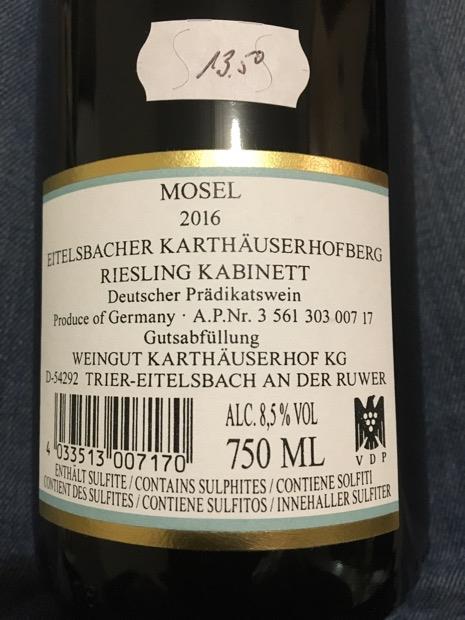 13.50
MOSEL
2016
EITELSBACHER KARTHÄUSERHOFBERG
RIESLING KABINETT
Deutscher Prädikatswein
Produce of Germany · A.P.Nr. 3 561 303 007 17
Gutsabfüllung
WEINGUT KARTHÄUSERHOF KG
D-54292 TRIER-EITELSBACH AN DER RUWER
ALC. 8,5 % VOL
750 ML
VDP
4 033513 007170
ENTHÄLT SULFITE / CONTAINS SULPHITES / CONTIENE SOLFITI
CONTIENT DES SULFITES / CONTIENE SULFITOS / INNEHALLER SULFITER